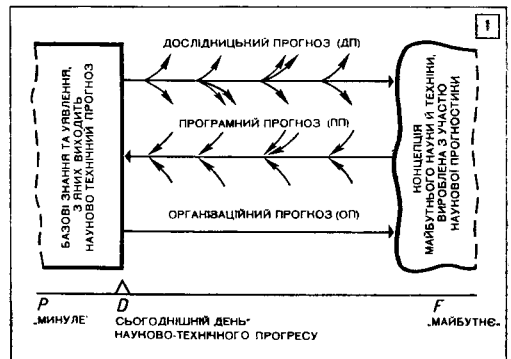 1
ДОСЛІДНИЦЬКИЙ ПРОГНОЗ (ДП)
БАЗОВІ ЗНАННЯ ТА УЯВЛЕННЯ,
З ЯКИХ ВИХОДИТЬ
НАУКОВО ТЕХНІЧНИЙ ПРОГНОЗ
ПРОГРАМНИЙ ПРОГНОЗ (ПП)
ОРГАНІЗАЦІЙНИЙ ПРОГНОЗ (ОП)
КОНЦЕПЦІЯ
МАЙБУТНЬОГО НАУКИ Й ТЕХНІКИ,
ВИРОБЛЕНА З УЧАСТЮ
НАУКОВОЇ ПРОГНОСТИКИ
P D F
„МИНУЛЕ" СЬОГОДНІШНІЙ ДЕНЬ" „МАЙБУТНЄ„
НАУКОВО-ТЕХНІЧНОГО ПРОГРЕСУ